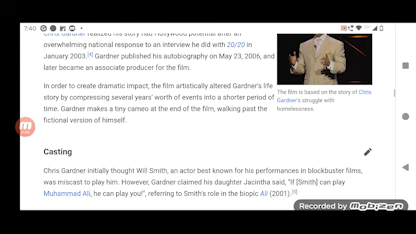 7:40
Chris Gardner realized his story had Hollywood potential after an
overwhelming national response to an interview he did with 20/20 in
January 2003.[4] Gardner published his autobiography on May 23, 2006, and
later became an associate producer for the film.
The film is based on the story of Chris
Gardner's struggle with
homelessness.
In order to create dramatic impact, the film artistically altered Gardner's life
story by compressing several years' worth of events into a shorter period of
time. Gardner makes a tiny cameo at the end of the film, walking past the
fictional version of himself.
Casting
Chris Gardner initially thought Will Smith, an actor best known for his performances in blockbuster films,
was miscast to play him. However, Gardner claimed his daughter Jacintha said, "If [Smith] can play
Muhammad Ali, he can play you!", referring to Smith's role in the biopic Ali (2001).[5]
Recorded by Mobizen